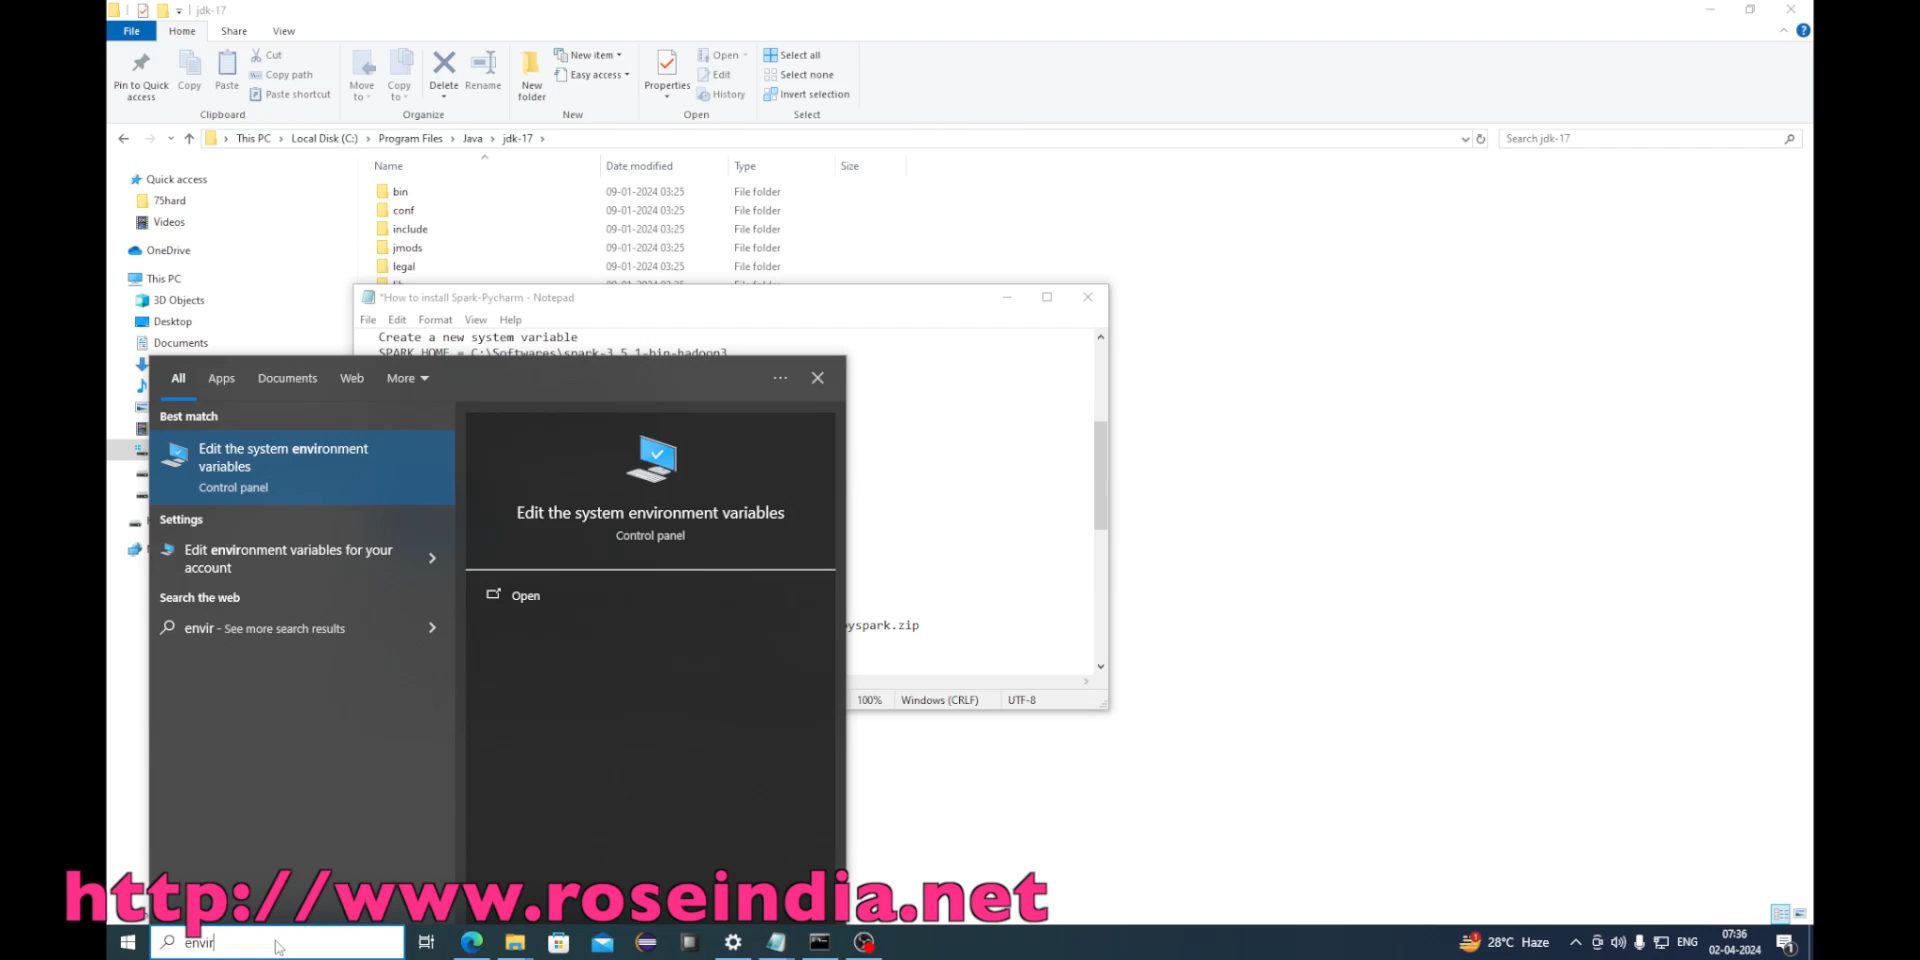 jdk-17
File Home Share View
Pin to Quick access
Copy
Paste
Cut
Copy path
Paste shortcut
Clipboard
Move to
Copy to
Delete
Rename
Organize
New folder
New item
Easy access
New
Properties
Open
Edit
History
Open
Select all
Select none
Invert selection
Select
This PC > Local Disk (C:) > Program Files > Java > jdk-17 >
Search jdk-17
Name Date modified Type Size
bin 09-01-2024 03:25 File folder
conf 09-01-2024 03:25 File folder
include 09-01-2024 03:25 File folder
jmods 09-01-2024 03:25 File folder
legal 09-01-2024 03:25 File folder
Quick access
75hard
Videos
OneDrive
This PC
3D Objects
Desktop
Documents
*How to install Spark-Pycharm - Notepad
File Edit Format View Help
Create a new system variable
SPARK_HOME = C:\Softwares\spark-3.5.1-bin-hadoop3
pyspark.zip
100% Windows (CRLF) UTF-8
All Apps Documents Web More
Best match
Edit the system environment
variables
Control panel
Settings
Edit environment variables for your
account
Search the web
envir - See more search results
Edit the system environment variables
Control panel
Open
http://www.roseindia.net
envir
28°C Haze
ENG
07:36
02-04-2024